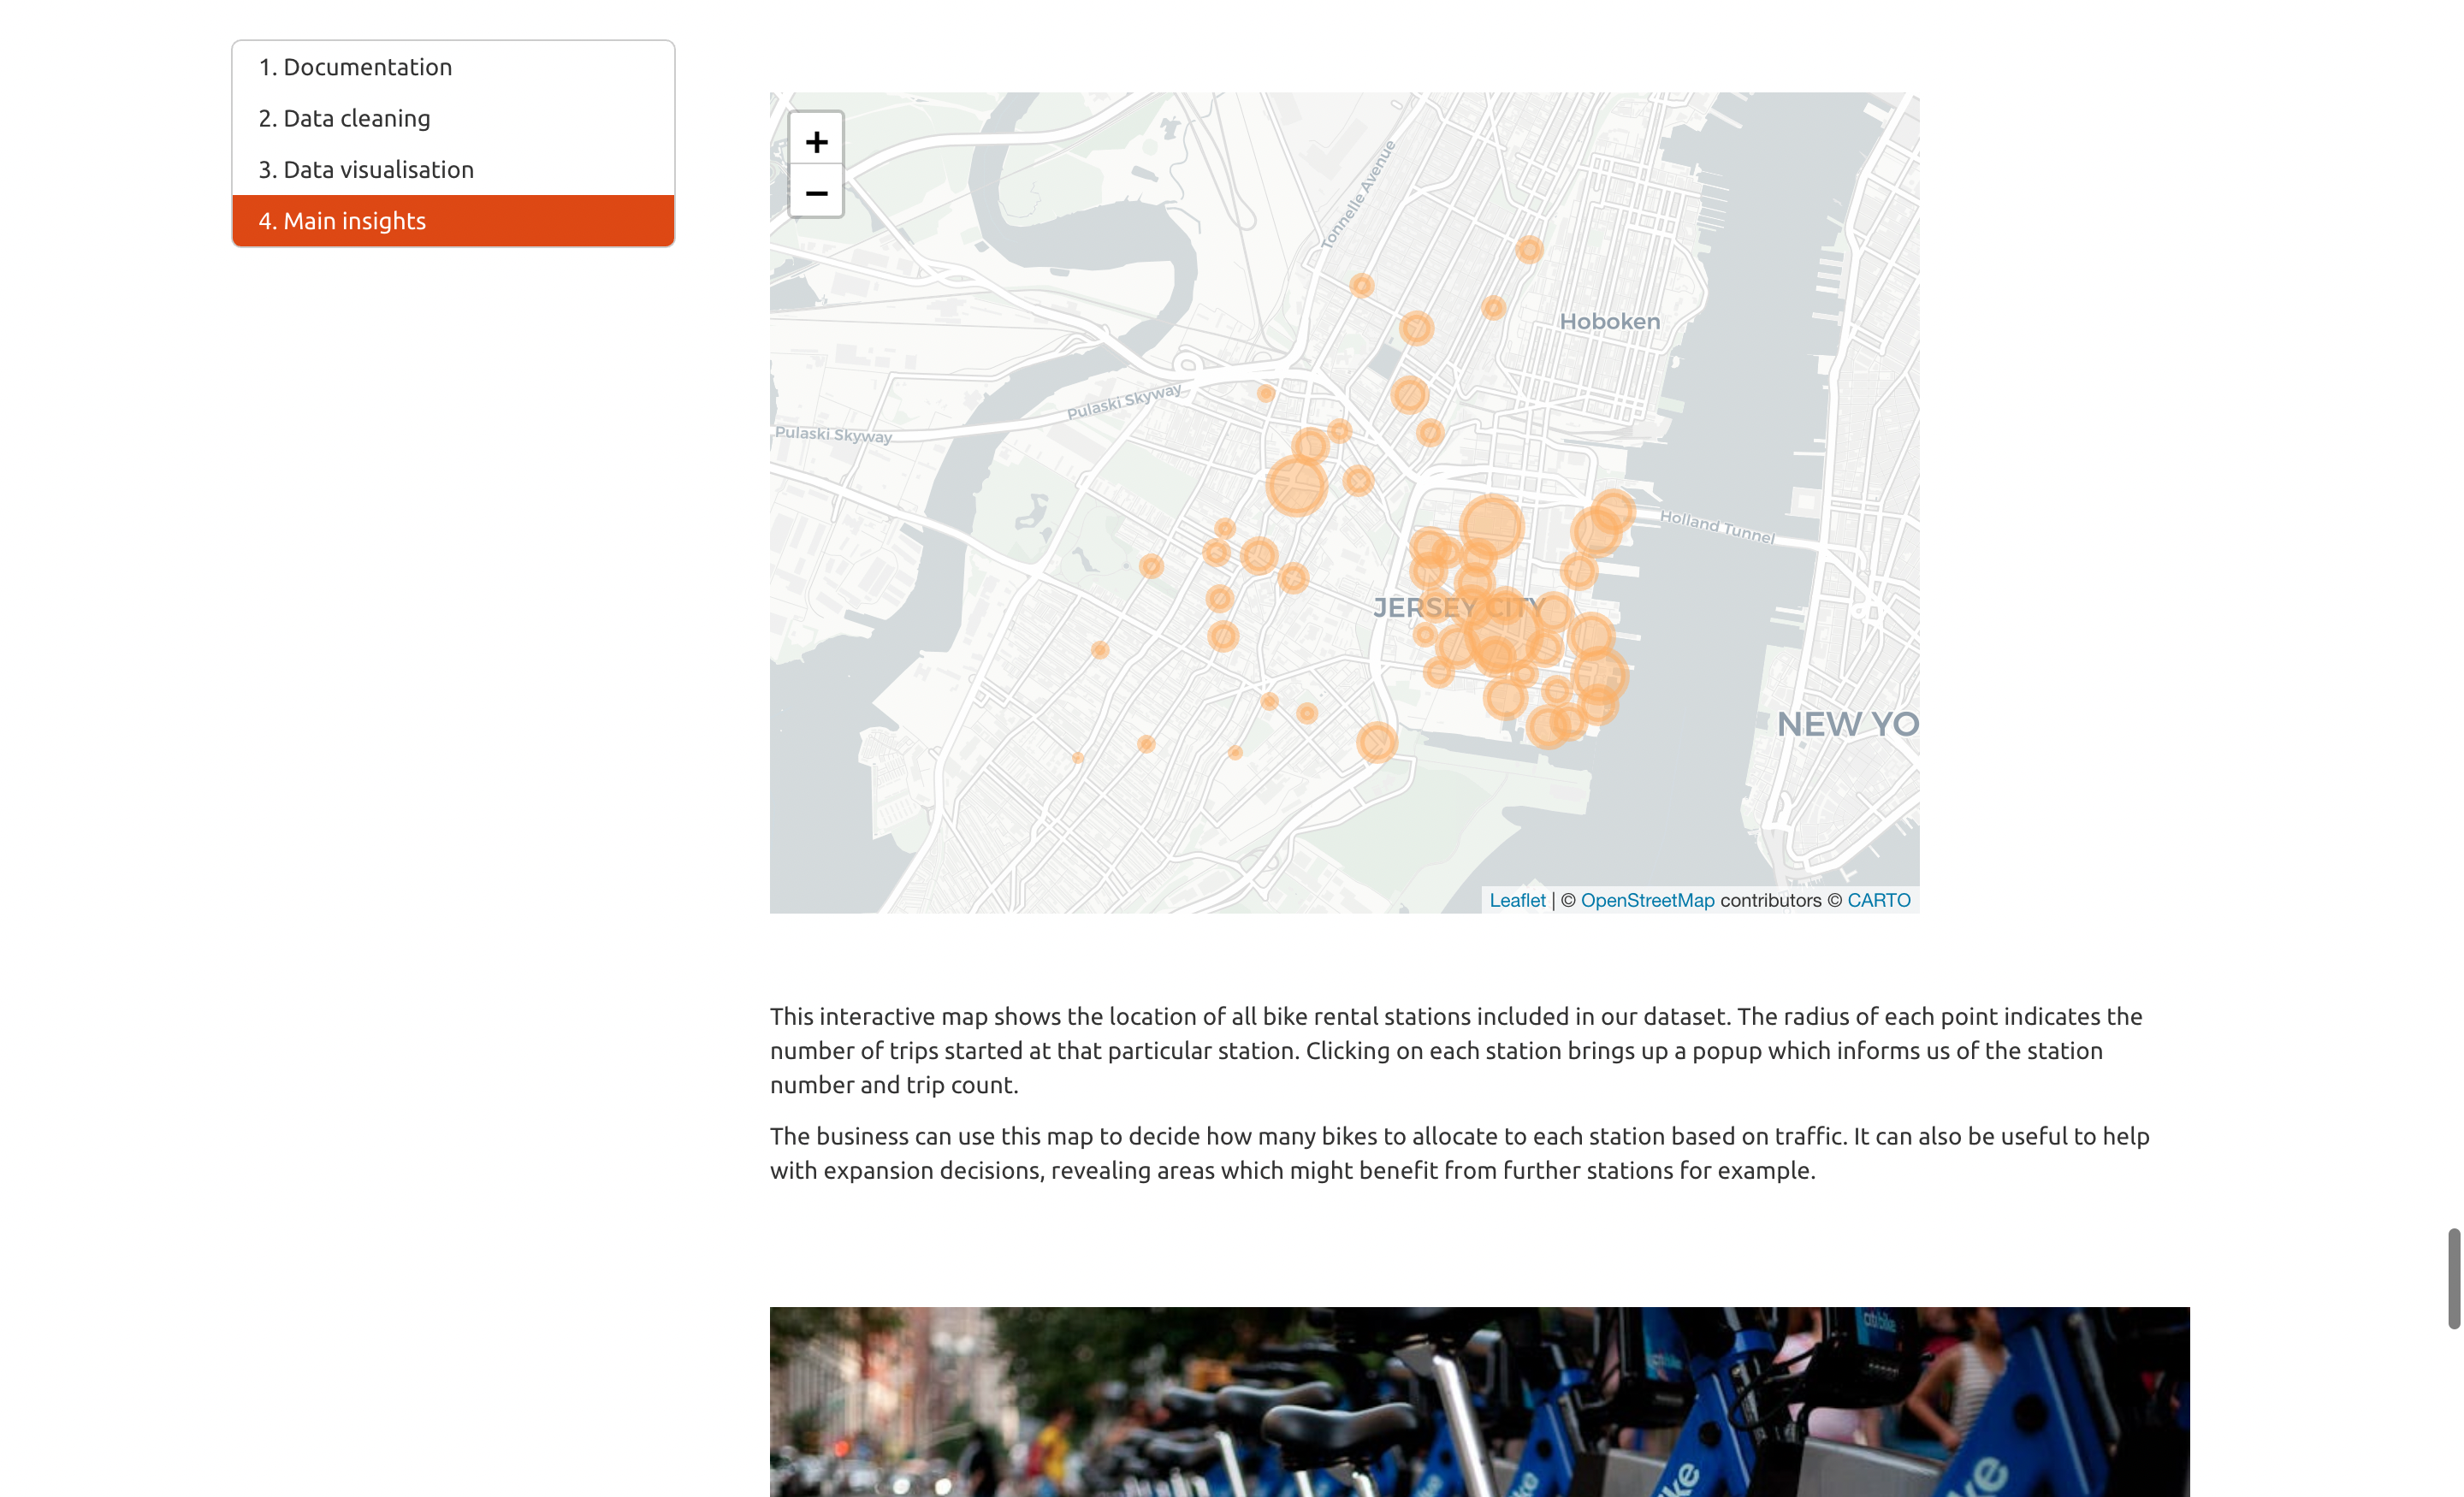 1. Documentation
2. Data cleaning
3. Data visualisation
4. Main insights
+
−
Tonnelle Avenue
Hoboken
Pulaski Skyway
Pulaski Skyway
Holland Tunnel
JERSEY CITY
NEW YO
Leaflet | © OpenStreetMap contributors © CARTO
This interactive map shows the location of all bike rental stations included in our dataset. The radius of each point indicates the
number of trips started at that particular station. Clicking on each station brings up a popup which informs us of the station
number and trip count.
The business can use this map to decide how many bikes to allocate to each station based on traffic. It can also be useful to help
with expansion decisions, revealing areas which might benefit from further stations for example.
citi bike
ke
ke